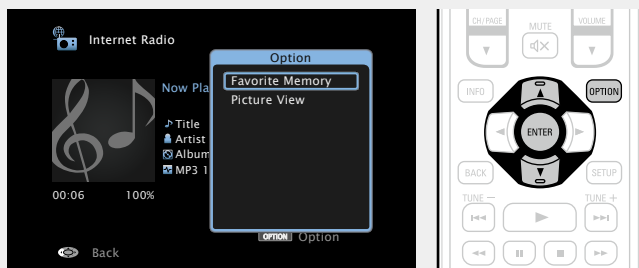 Internet Radio
Option
Favorite Memory
Picture View
Now Pla
Title
Artist
Album
MP3 1
00:06 100%
OPTION Option
Back
CH/PAGE MUTE VOLUME
INFO OPTION
ENTER
BACK SETUP
TUNE − TUNE +